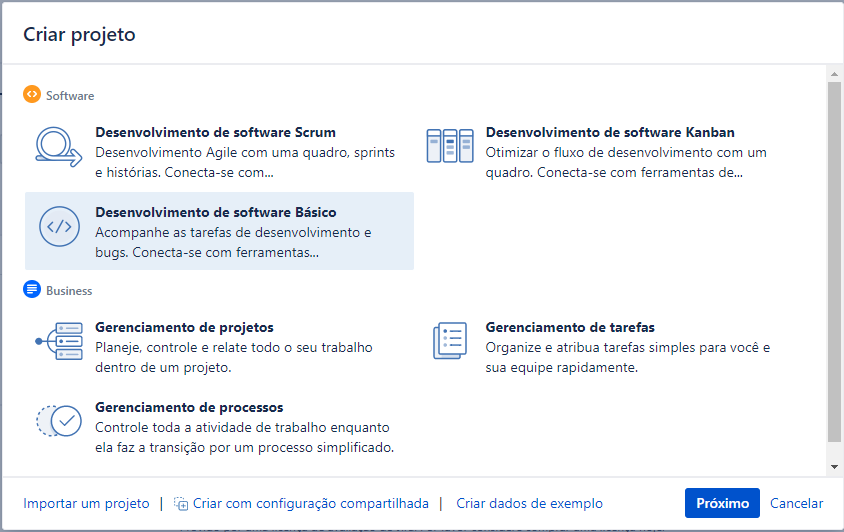 Criar projeto
Software
Desenvolvimento de software Scrum
Desenvolvimento Agile com uma quadro, sprints
e histórias. Conecta-se com...
Desenvolvimento de software Kanban
Otimizar o fluxo de desenvolvimento com um
quadro. Conecta-se com ferramentas de...
Desenvolvimento de software Básico
Acompanhe as tarefas de desenvolvimento e
bugs. Conecta-se com ferramentas...
Business
Gerenciamento de projetos
Planeje, controle e relate todo o seu trabalho
dentro de um projeto.
Gerenciamento de tarefas
Organize e atribua tarefas simples para você e
sua equipe rapidamente.
Gerenciamento de processos
Controle toda a atividade de trabalho enquanto
ela faz a transição por um processo simplificado.
Importar um projeto | Criar com configuração compartilhada | Criar dados de exemplo Próximo Cancelar